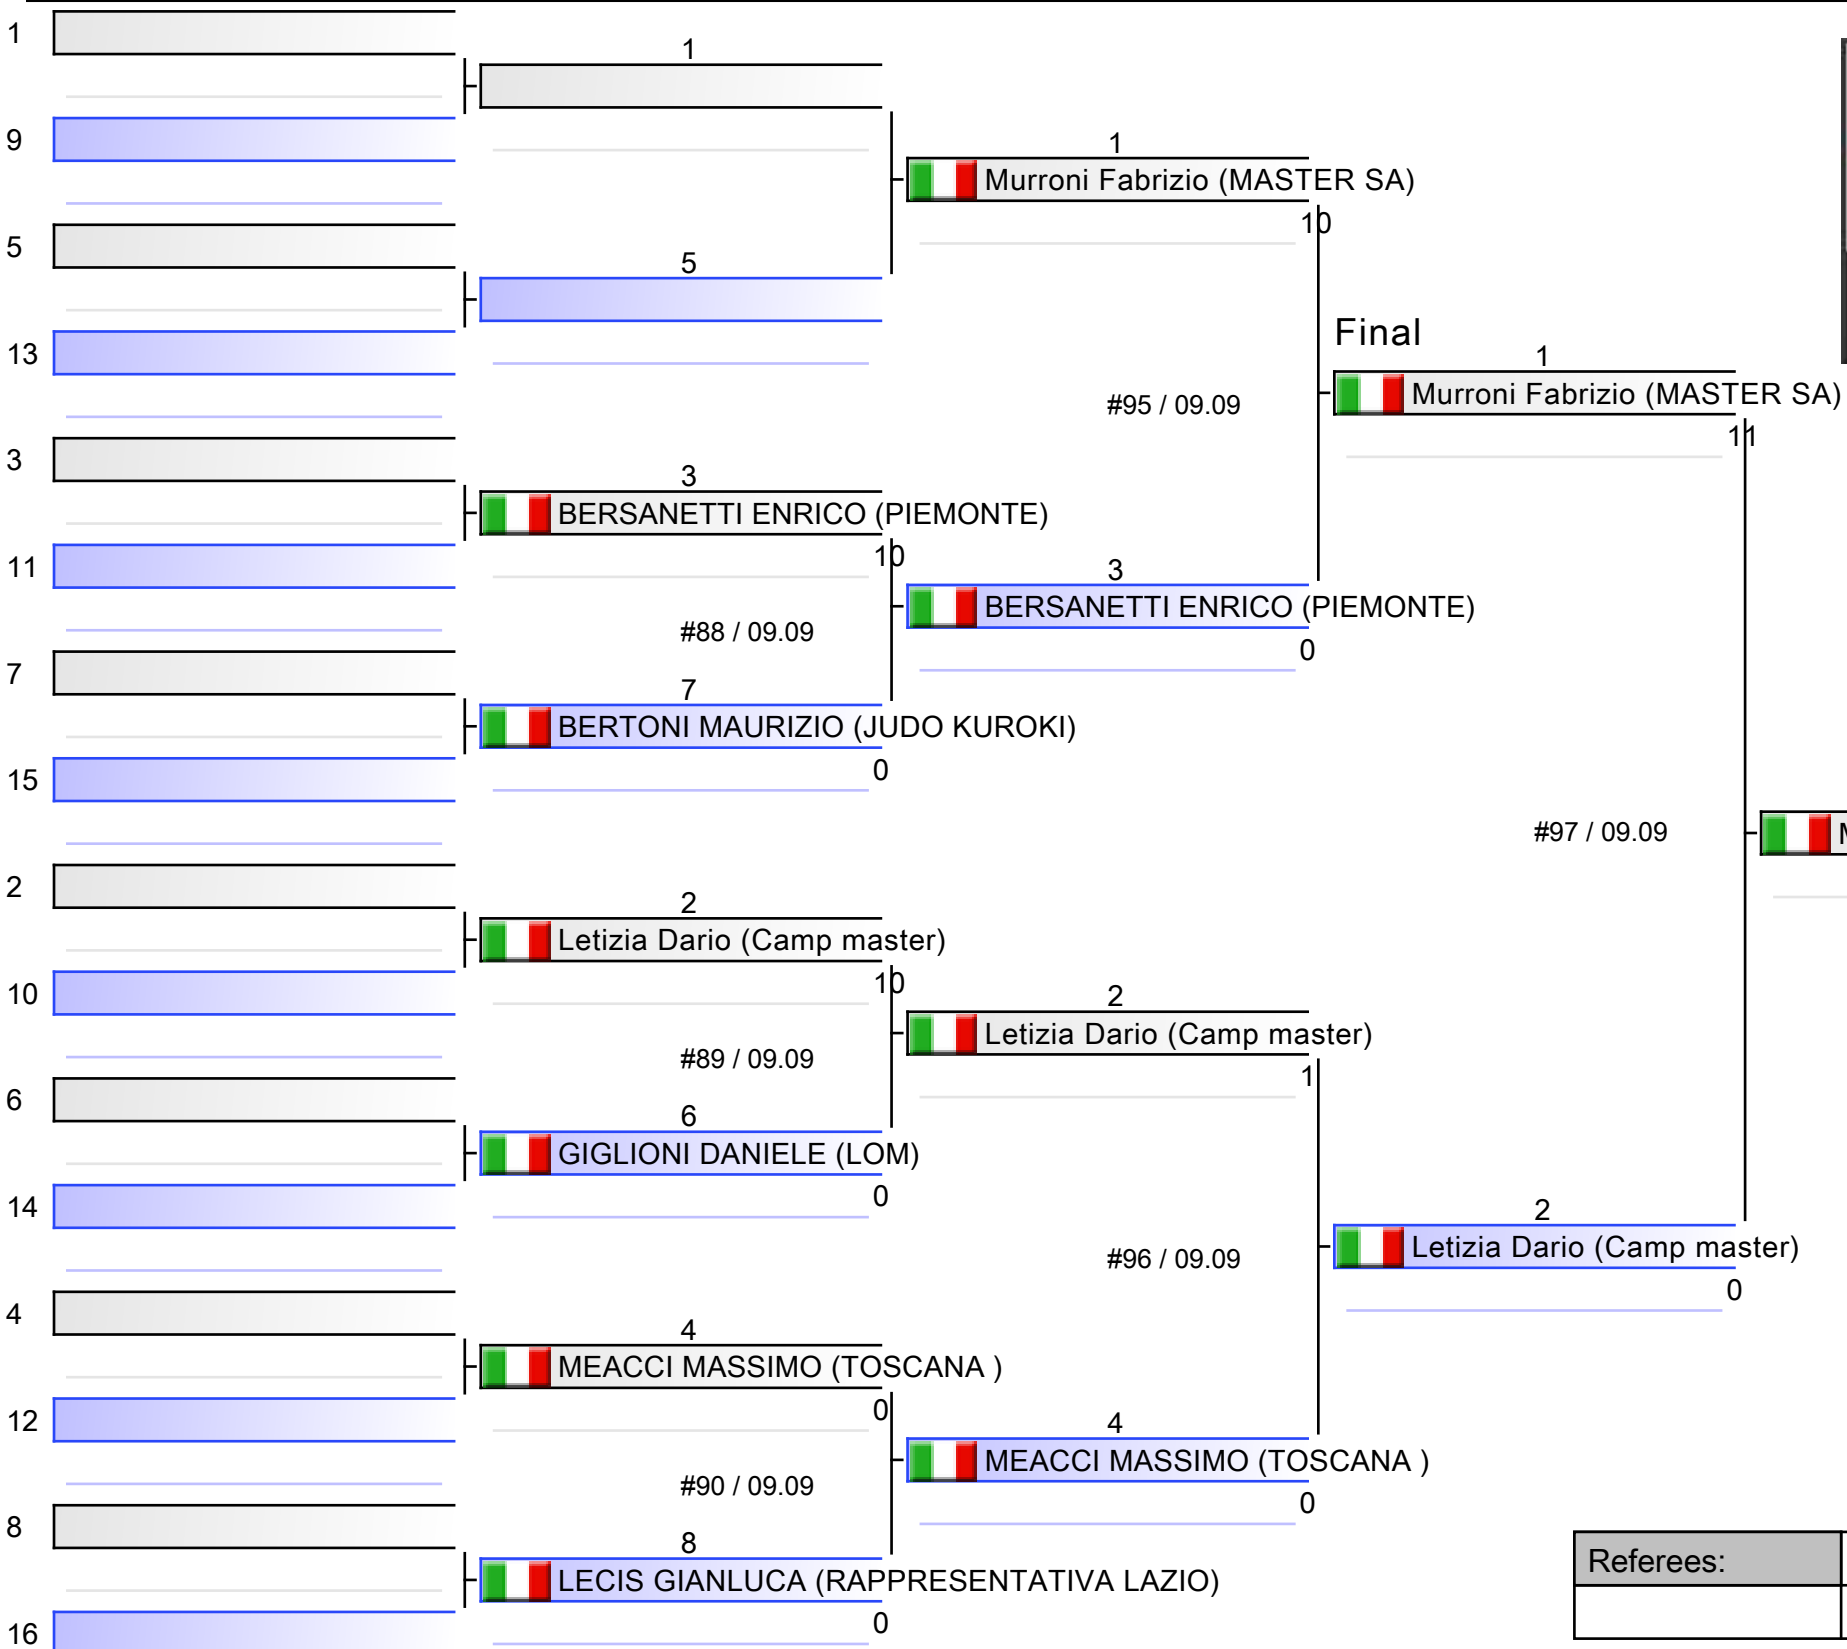 1
1
9
1
Murroni Fabrizio (MASTER SA)
10
5
5
13
Final
1
Murroni Fabrizio (MASTER SA)
11
#95 / 09.09
3
3
BERSANETTI ENRICO (PIEMONTE)
10
11
3
BERSANETTI ENRICO (PIEMONTE)
0
#88 / 09.09
7
7
BERTONI MAURIZIO (JUDO KUROKI)
0
15
#97 / 09.09
2
2
Letizia Dario (Camp master)
10
10
2
Letizia Dario (Camp master)
1
#89 / 09.09
6
6
GIGLIONI DANIELE (LOM)
0
14
#96 / 09.09
2
Letizia Dario (Camp master)
0
4
4
MEACCI MASSIMO (TOSCANA )
0
12
4
MEACCI MASSIMO (TOSCANA )
0
#90 / 09.09
8
8
LECIS GIANLUCA (RAPPRESENTATIVA LAZIO)
0
16
Referees: